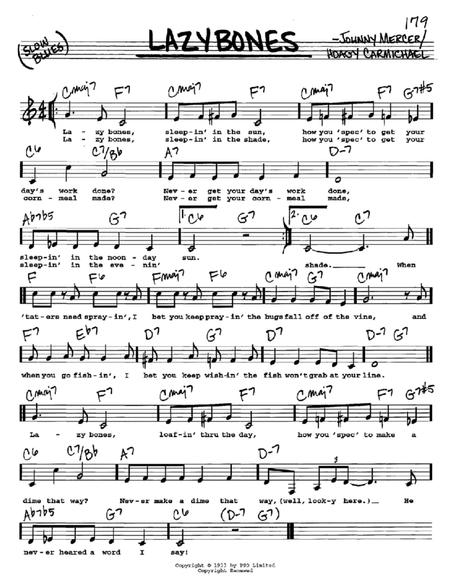 179
(SLOW BLUES)
LAZYBONES
-JOHNNY MERCER/
HOAGY CARMICHAEL
Cmaj7 F7 Cmaj7 F7 G7#5
La - zy bones, sleep-in' in the sun, how you 'spec' to get your
La - zy bones, sleep-in' in the shade, how you 'spec' to get your
C6 C7/Bb A7 D-7
day's work done? Nev-er get your day's work done,
corn-meal made? Nev-er get your corn-meal made,
Ab7b5 G7 1. C6 G7 2. C6 C7
sleep-in' in the noon-day sun. shade. When
sleep-in' in the eve-nin'
F F6 Cmaj7 F6 Cmaj7 G7
'tat-ers need spray-in', I bet you keep pray-in' the bugs fall off of the vines, and
F7 Eb7 D7 G7 D7 G7
when you go fish-in', I bet you keep wish-in' the fish won't grab at your line.
Cmaj7 F7 Cmaj7 F7 G7#5
La - zy bones, loaf-in' thru the day, how you 'spec' to make a
C6 C7/Bb A7 D-7
3
dime that way? Nev-er make a dime that way, (well, look-y here.) He
Ab7b5 G7 C6 (D-7 G7)
nev-er heard a word I say!
Copyright © 1933 by PSO Limited
Copyright Renewed